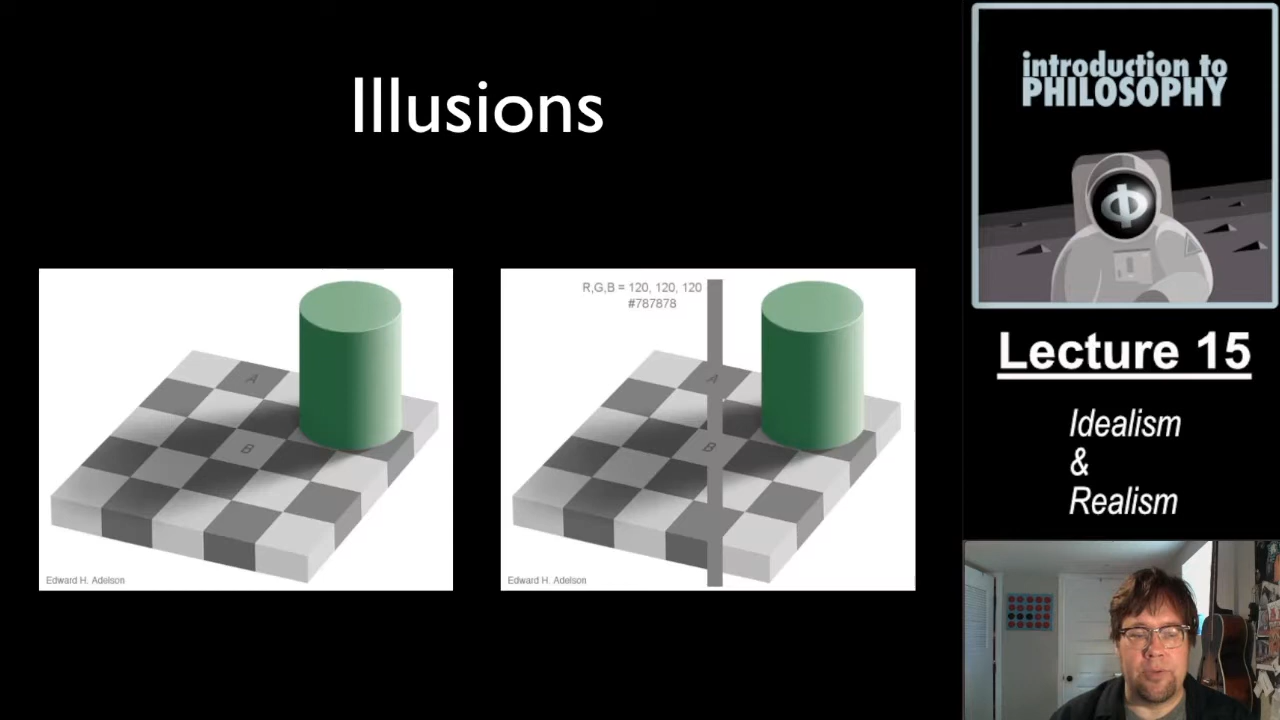 Illusions
A
B
Edward H. Adelson
R,G,B = 120, 120, 120
#787878
A
B
Edward H. Adelson
introduction to
PHILOSOPHY
Φ
Lecture 15
Idealism
&
Realism